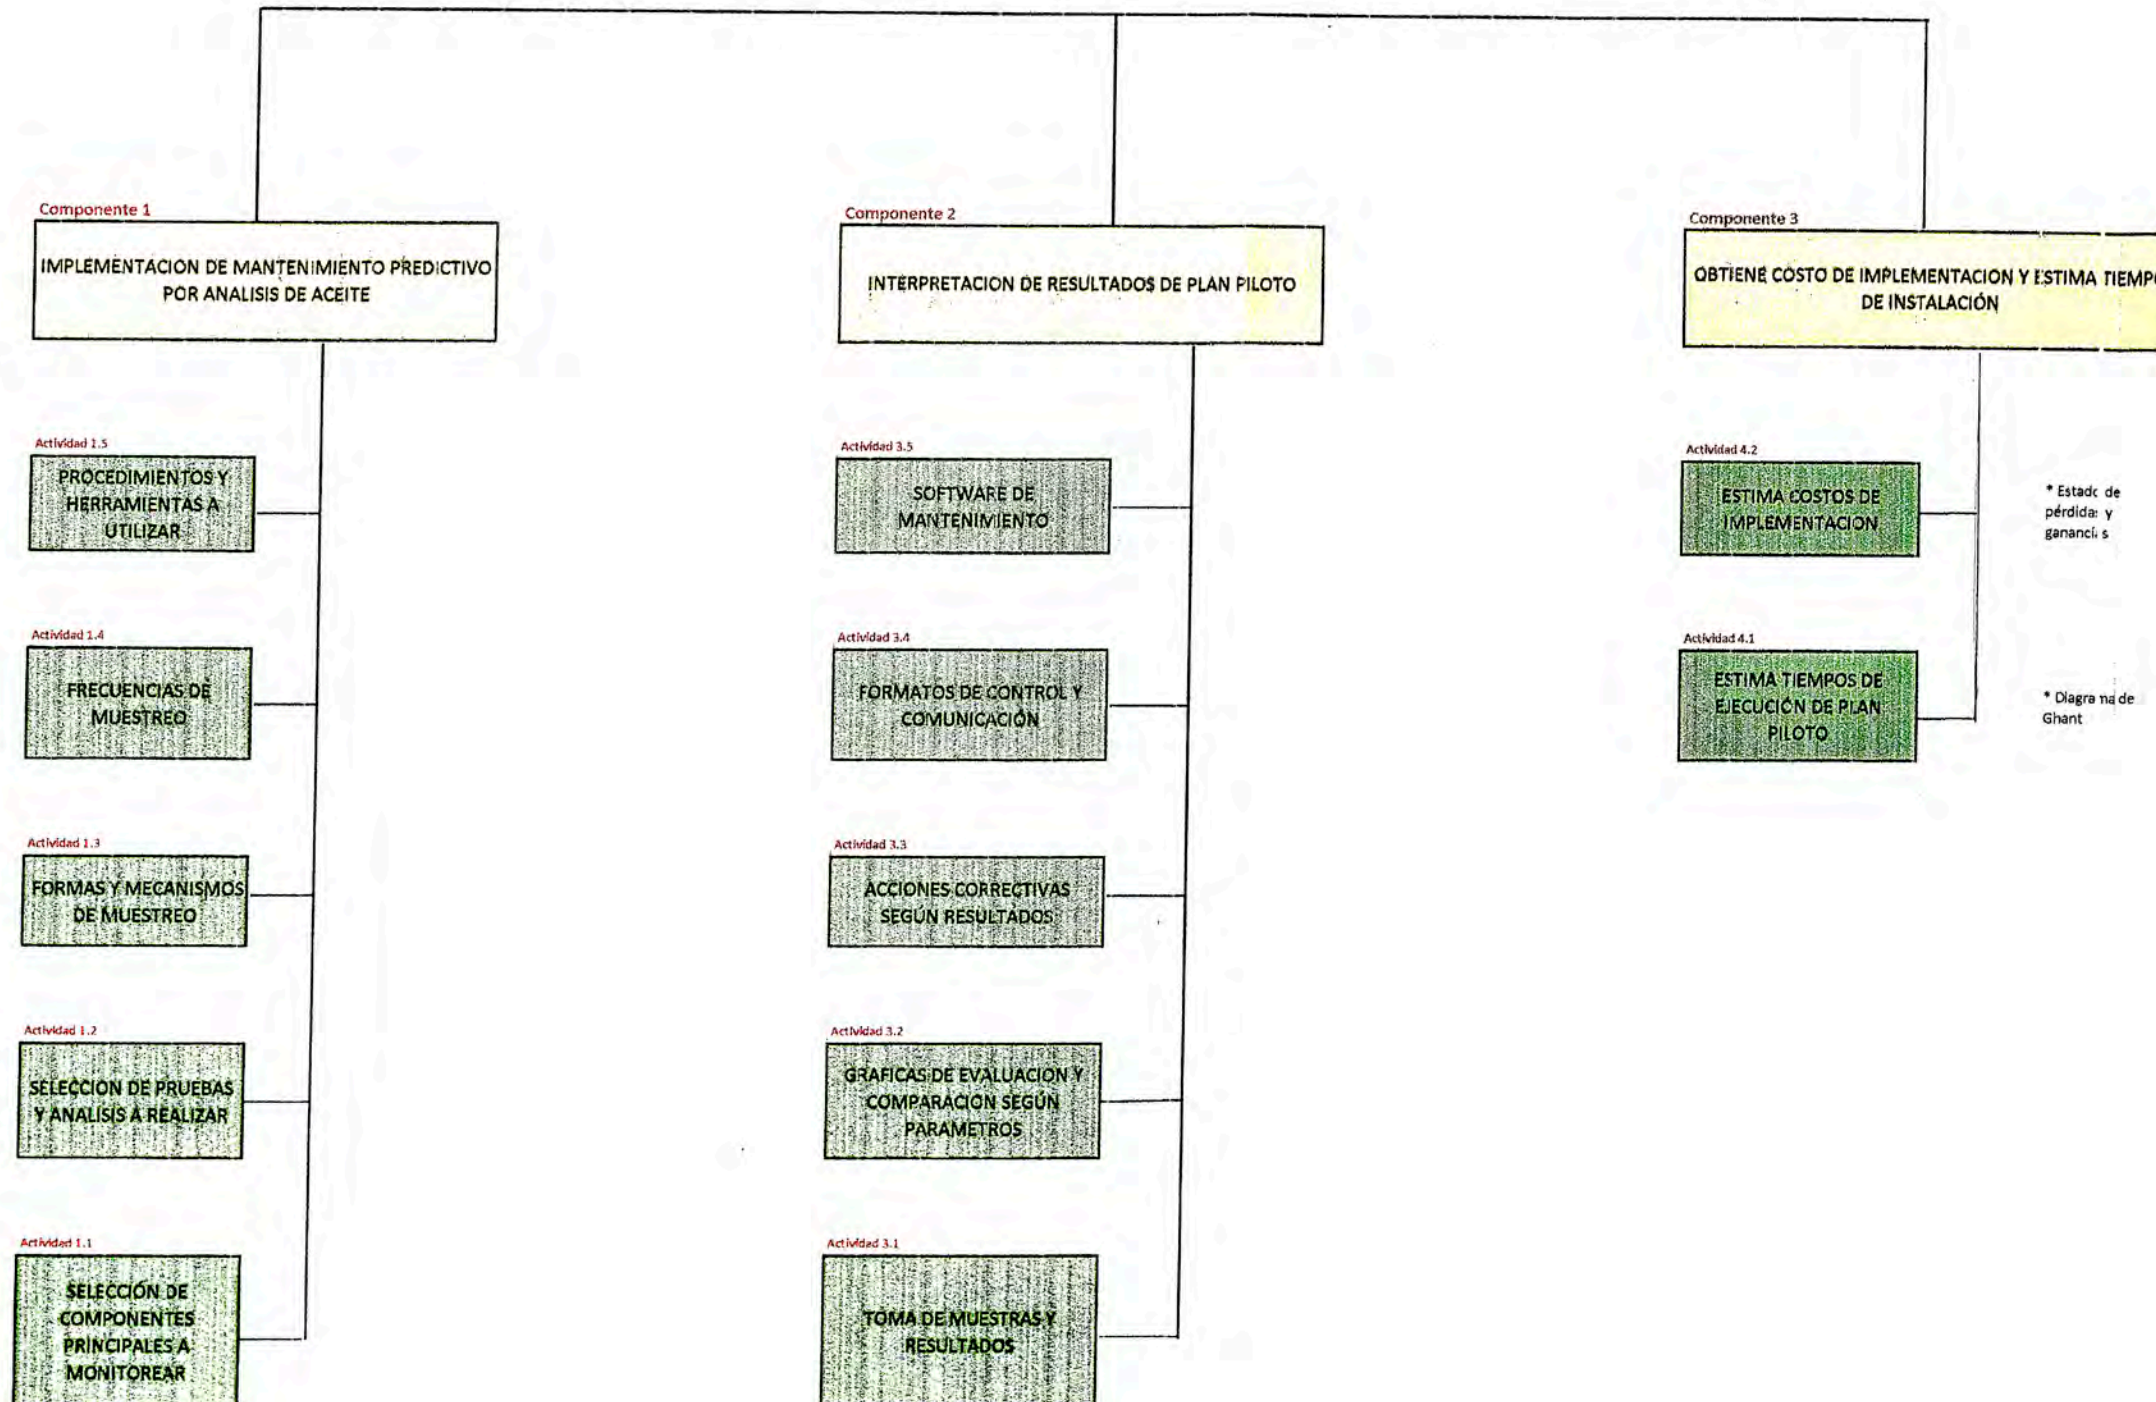 Componente 1
IMPLEMENTACION DE MANTENIMIENTO PREDICTIVO
POR ANALISIS DE ACEITE
Actividad 1.5
PROCEDIMIENTOS Y
HERRAMIENTAS A
UTILIZAR
Actividad 1.4
FRECUENCIAS DE
MUESTREO
Actividad 1.3
FORMAS Y MECANISMOS
DE MUESTREO
Actividad 1.2
SELECCIÓN DE PRUEBAS
Y ANALISIS A REALIZAR
Actividad 1.1
SELECCIÓN DE
COMPONENTES
PRINCIPALES A
MONITOREAR
Componente 2
INTERPRETACION DE RESULTADOS DE PLAN PILOTO
Actividad 3.5
SOFTWARE DE
MANTENIMIENTO
Actividad 3.4
FORMATOS DE CONTROL Y
COMUNICACIÓN
Actividad 3.3
ACCIONES CORRECTIVAS
SEGÚN RESULTADOS
Actividad 3.2
GRAFICAS DE EVALUACION Y
COMPARACION SEGÚN
PARAMETROS
Actividad 3.1
TOMA DE MUESTRAS Y
RESULTADOS
Componente 3
OBTIENE COSTO DE IMPLEMENTACION Y ESTIMA TIEMPO
DE INSTALACIÓN
Actividad 4.2
ESTIMA COSTOS DE
IMPLEMENTACION
* Estado de
pérdidas y
ganancias
Actividad 4.1
ESTIMA TIEMPOS DE
EJECUCIÓN DE PLAN
PILOTO
* Diagrama de
Ghant